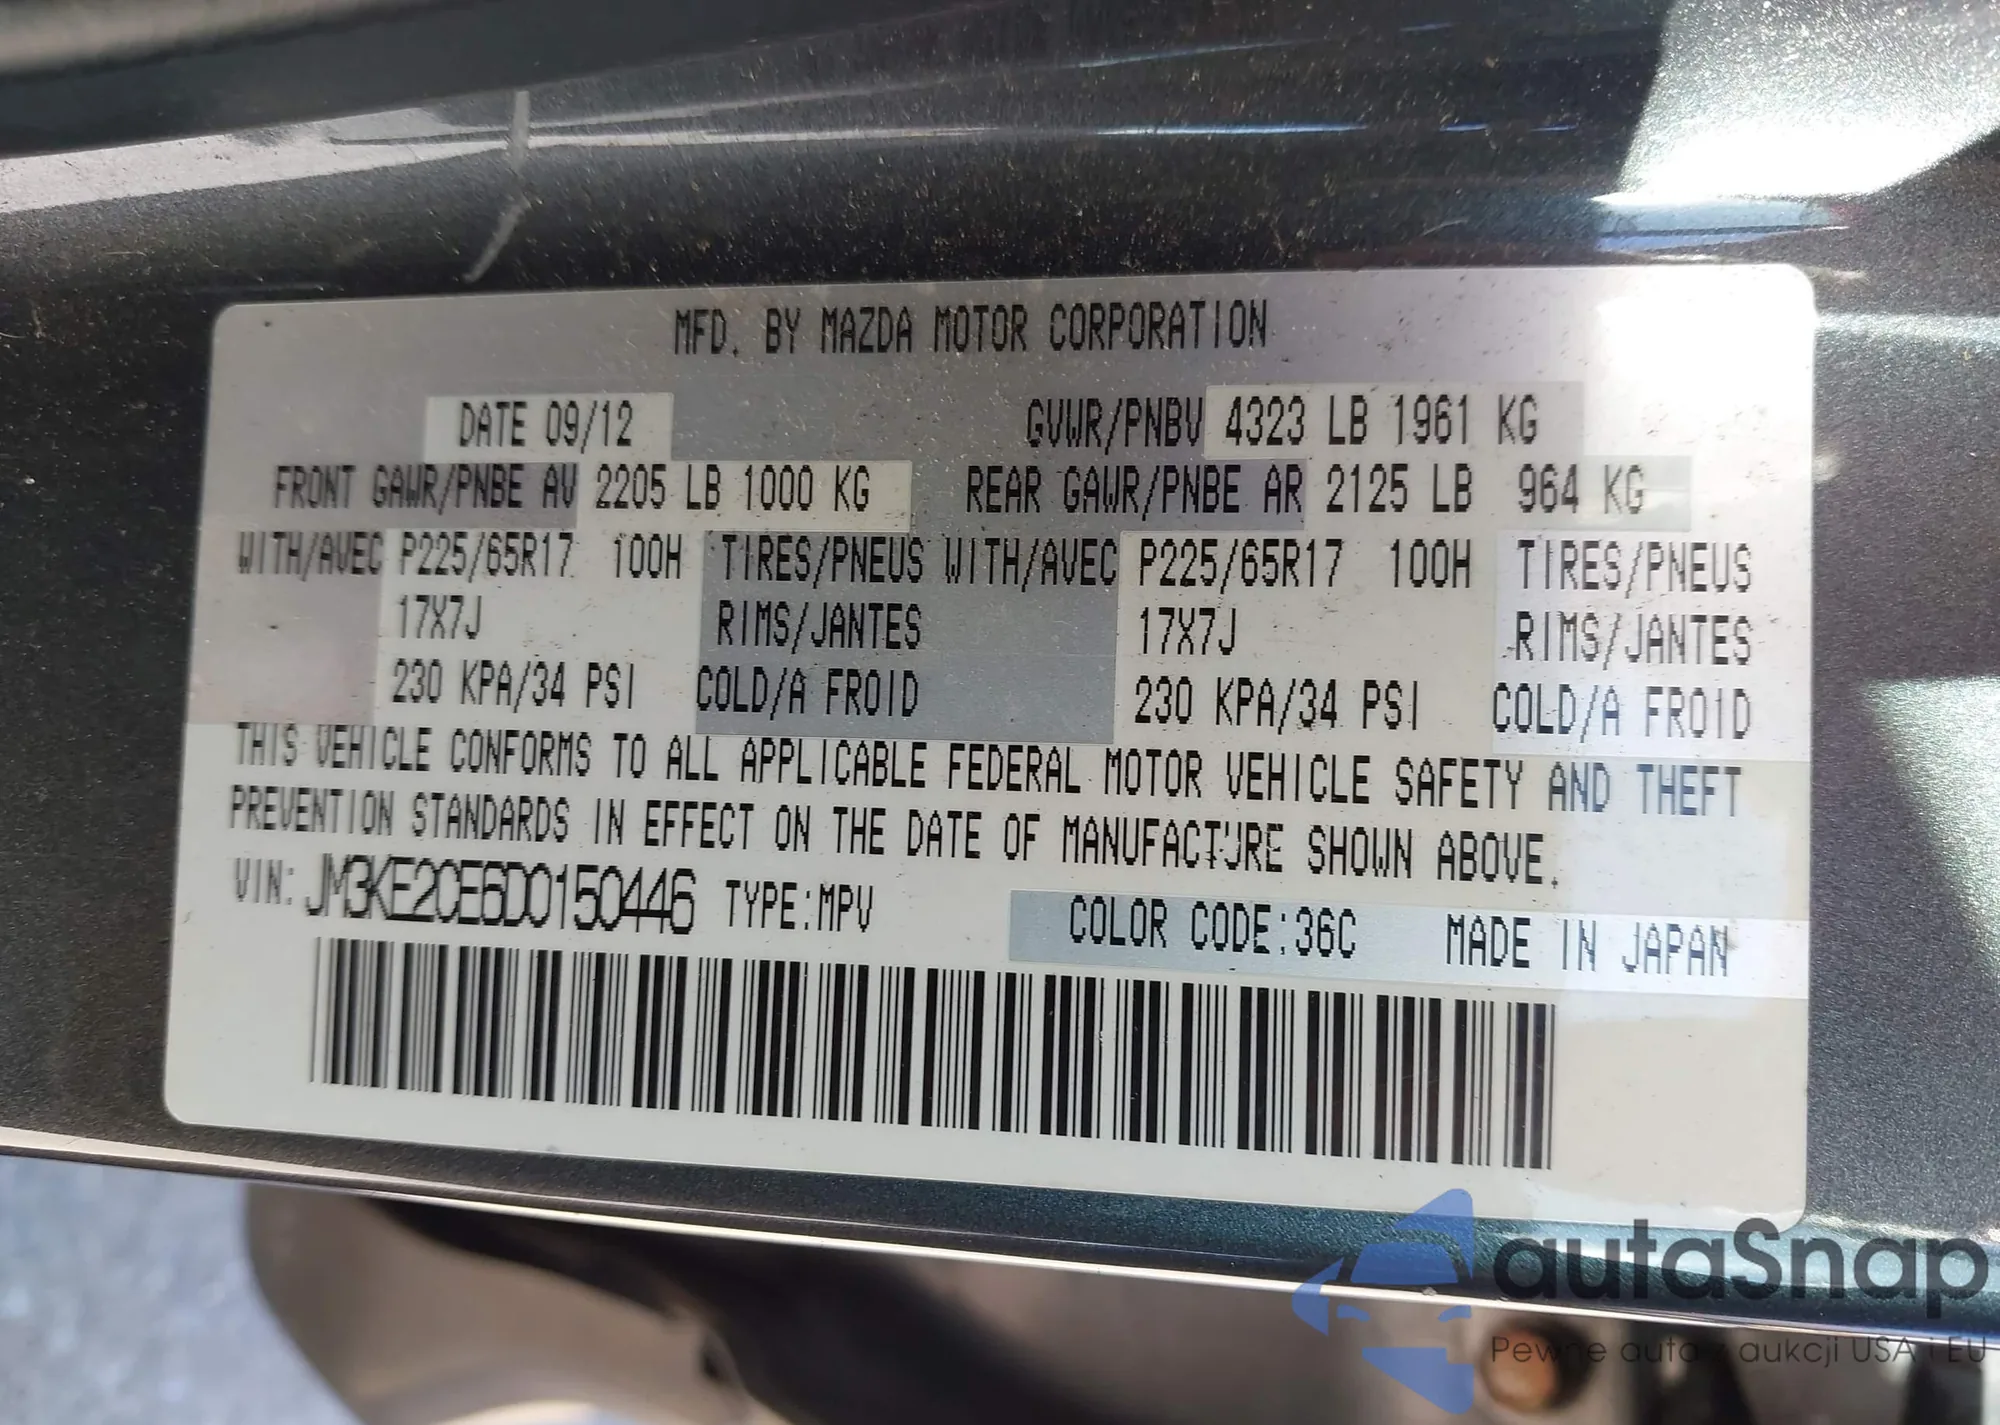 MFD. BY MAZDA MOTOR CORPORATION
DATE 09/12 GVWR/PNBV 4323 LB 1961 KG
FRONT GAWR/PNBE AV 2205 LB 1000 KG REAR GAWR/PNBE AR 2125 LB 964 KG
WITH/AVEC P225/65R17 100H TIRES/PNEUS WITH/AVEC P225/65R17 100H TIRES/PNEUS
17X7J RIMS/JANTES 17X7J RIMS/JANTES
230 KPA/34 PSI COLD/A FROID 230 KPA/34 PSI COLD/A FROID
THIS VEHICLE CONFORMS TO ALL APPLICABLE FEDERAL MOTOR VEHICLE SAFETY AND THEFT
PREVENTION STANDARDS IN EFFECT ON THE DATE OF MANUFACTURE SHOWN ABOVE.
VIN: JM3KE2CE6D0150446 TYPE:MPV COLOR CODE:36C MADE IN JAPAN
autaSnap
Pewne auta z aukcji USA i EU